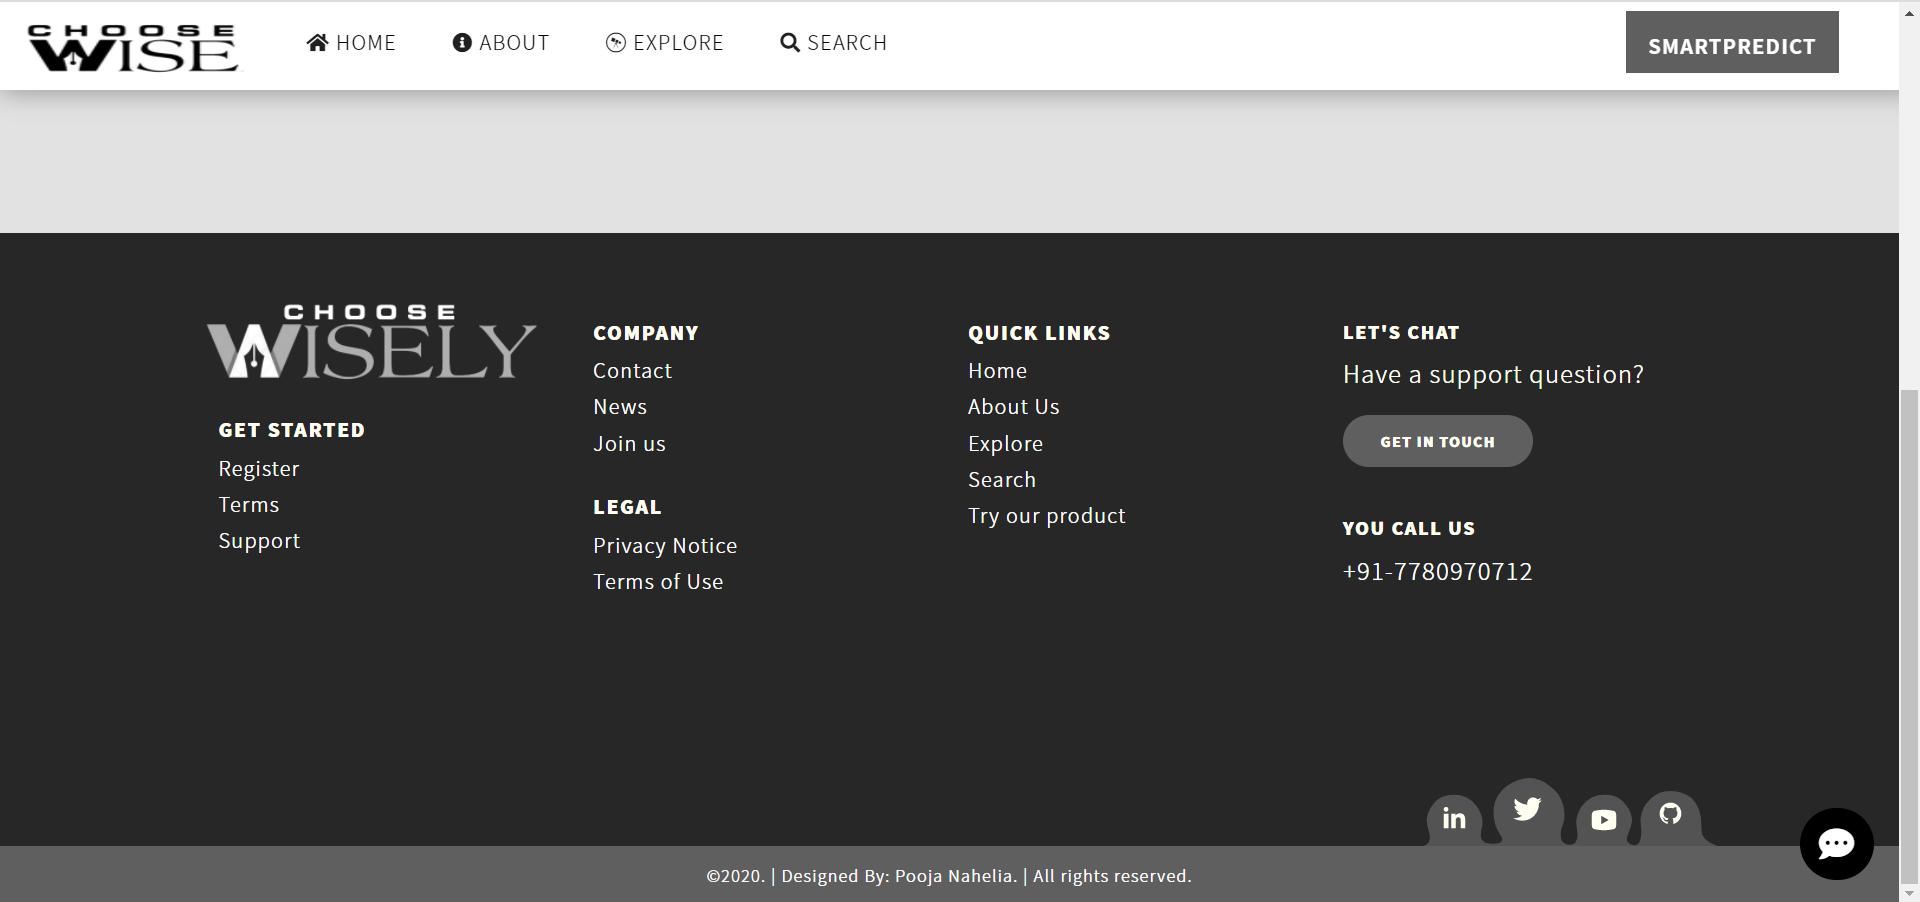 CHOOSE
WISE
HOME
ABOUT
EXPLORE
SEARCH
SMARTPREDICT
CHOOSE
WISELY
GET STARTED
Register
Terms
Support
COMPANY
Contact
News
Join us
LEGAL
Privacy Notice
Terms of Use
QUICK LINKS
Home
About Us
Explore
Search
Try our product
LET'S CHAT
Have a support question?
GET IN TOUCH
YOU CALL US
+91-7780970712
in
©2020. | Designed By: Pooja Nahelia. | All rights reserved.